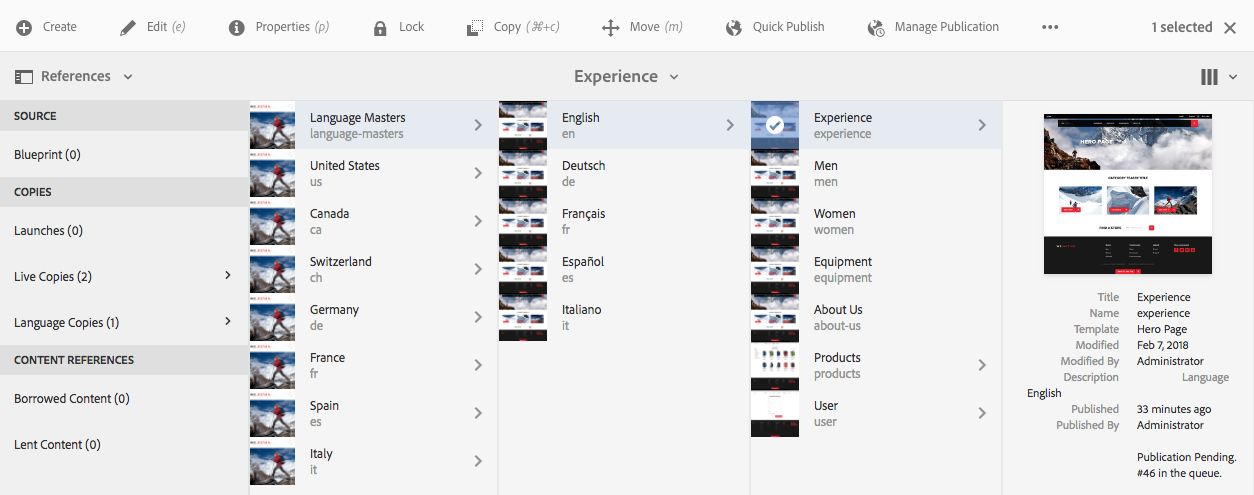 Create
Edit (e)
Properties (p)
Lock
Copy (⌘+c)
Move (m)
Quick Publish
Manage Publication
1 selected
References
Experience
SOURCE
Blueprint (0)
COPIES
Launches (0)
Live Copies (2)
Language Copies (1)
CONTENT REFERENCES
Borrowed Content (0)
Lent Content (0)
Language Masters
language-masters
United States
us
Canada
ca
Switzerland
ch
Germany
de
France
fr
Spain
es
Italy
it
English
en
Deutsch
de
Français
fr
Español
es
Italiano
it
Experience
experience
Men
men
Women
women
Equipment
equipment
About Us
about-us
Products
products
User
user
HERO PAGE
CATEGORY TEASER TITLE
FIND A STORE
Title Experience
Name experience
Template Hero Page
Modified Feb 7, 2018
Modified By Administrator
Description Language
English
Published 33 minutes ago
Published By Administrator
Publication Pending.
#46 in the queue.